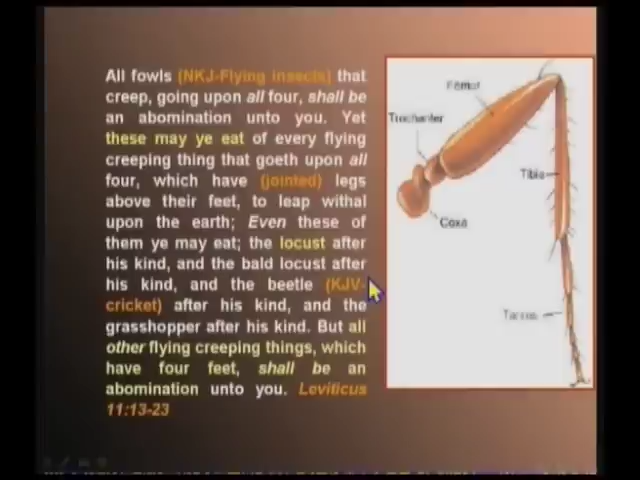 All fowls (NKJ-Flying insects) that
creep, going upon all four, shall be
an abomination unto you. Yet
these may ye eat of every flying
creeping thing that goeth upon all
four, which have (jointed) legs
above their feet, to leap withal
upon the earth; Even these of
them ye may eat; the locust after
his kind, and the bald locust after
his kind, and the beetle (KJV-
cricket) after his kind, and the
grasshopper after his kind. But all
other flying creeping things, which
have four feet, shall be an
abomination unto you. Leviticus
11:13-23
Femur
Trochanter
Tibia
Coxa
Tarsus